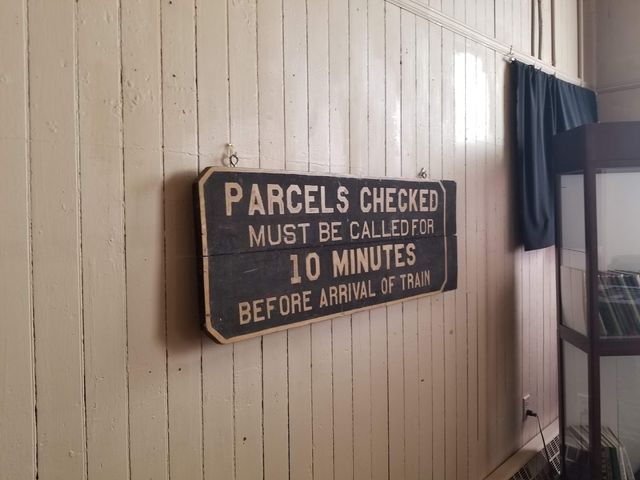 PARCELS CHECKED
MUST BE CALLED FOR
10 MINUTES
BEFORE ARRIVAL OF TRAIN